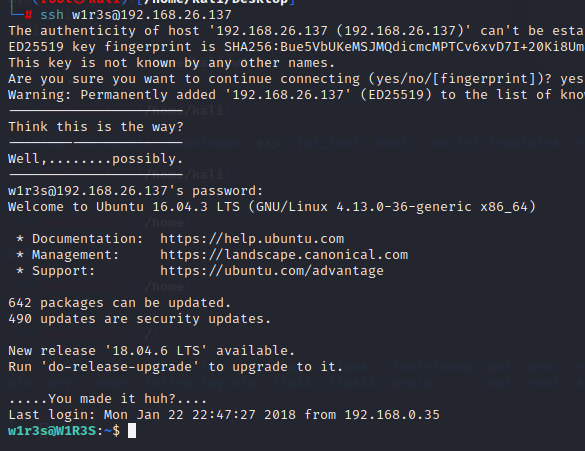 (root㉿kali)-[/home/kali/Desktop]
# ssh w1r3s@192.168.26.137
The authenticity of host '192.168.26.137 (192.168.26.137)' can't be esta
ED25519 key fingerprint is SHA256:Bue5VbUKeMSJMQdicmcMPTCv6xvD7I+20Ki8Um
This key is not known by any other names.
Are you sure you want to continue connecting (yes/no/[fingerprint])? yes
Warning: Permanently added '192.168.26.137' (ED25519) to the list of know
----------------------
/home/kali
Think this is the way?
----------------------
Well,........possibly.
----------------------
/home/kali
w1r3s@192.168.26.137's password:
Welcome to Ubuntu 16.04.3 LTS (GNU/Linux 4.13.0-36-generic x86_64)
/home
* Documentation:  https://help.ubuntu.com
* Management:     https://landscape.canonical.com
* Support:        https://ubuntu.com/advantage
/home
642 packages can be updated.
490 updates are security updates.
/
New release '18.04.6 LTS' available.
Run 'do-release-upgrade' to upgrade to it.
.....You made it huh?....
Last login: Mon Jan 22 22:47:27 2018 from 192.168.0.35
w1r3s@W1R3S:~$